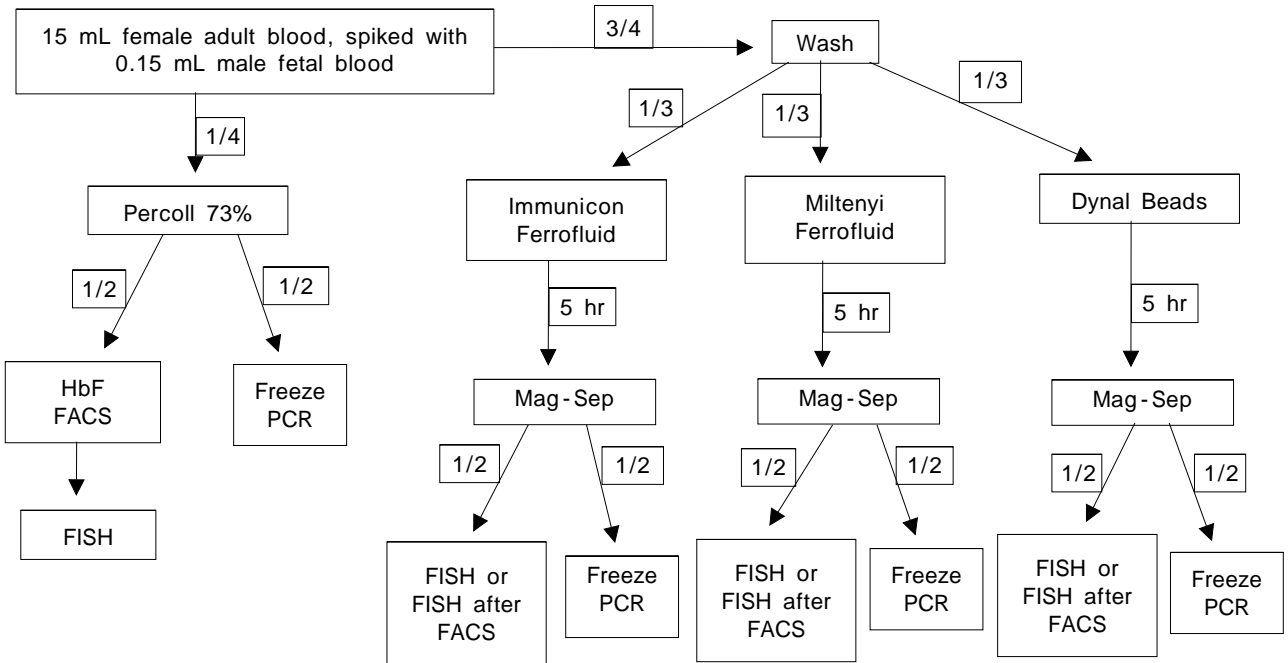 15 mL female adult blood, spiked with
0.15 mL male fetal blood
3/4
Wash
1/4
1/3
1/3
1/3
Percoll 73%
Immunicon
Ferrofluid
Miltenyi
Ferrofluid
Dynal Beads
1/2
1/2
5 hr
5 hr
5 hr
HbF
FACS
Freeze
PCR
Mag-Sep
Mag-Sep
Mag-Sep
1/2
1/2
1/2
1/2
1/2
1/2
FISH
FISH or
FISH after
FACS
Freeze
PCR
FISH or
FISH after
FACS
Freeze
PCR
FISH or
FISH after
FACS
Freeze
PCR